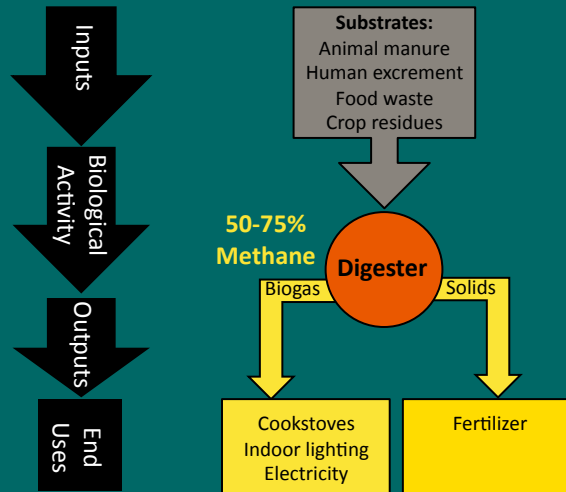 Inputs
Biological
Activity
Outputs
End
Uses
Substrates:
Animal manure
Human excrement
Food waste
Crop residues
50-75%
Methane
Digester
Biogas
Solids
Cookstoves
Indoor lighting
Electricity
Fertilizer